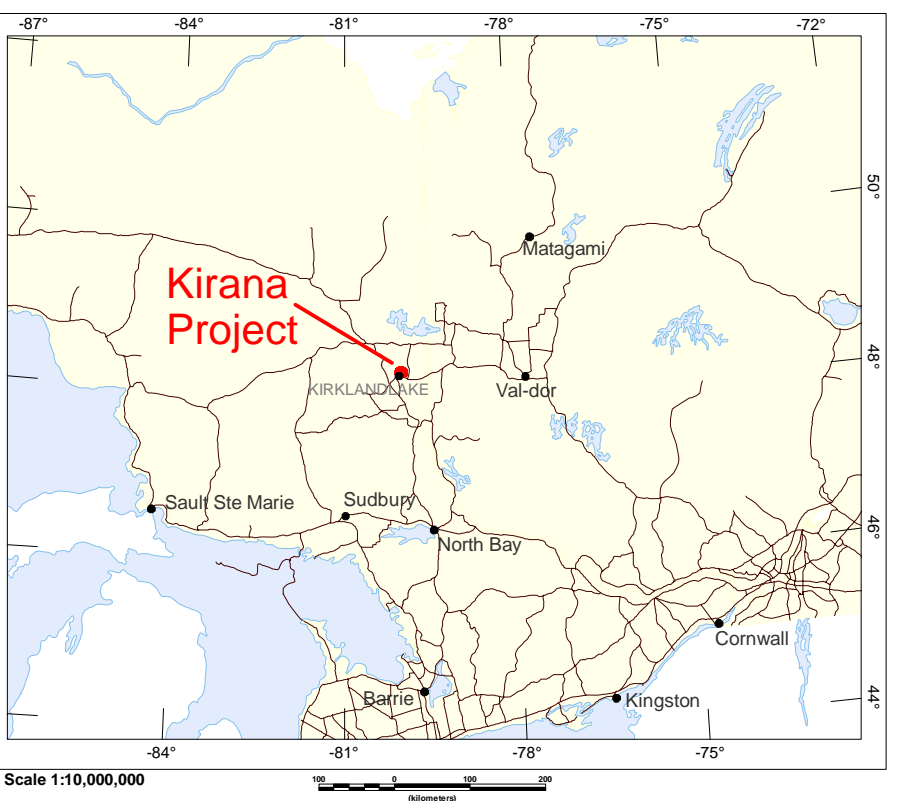 -87°
-84°
-81°
-78°
-75°
-72°
50°
Matagami
Kirana
Project
48°
KIRKLANDLAKE
Val-dor
Sault Ste Marie
Sudbury
46°
North Bay
Cornwall
Barrie
Kingston
44°
-84°
-81°
-78°
-75°
Scale 1:10,000,000
100 0 100 200
(kilometers)